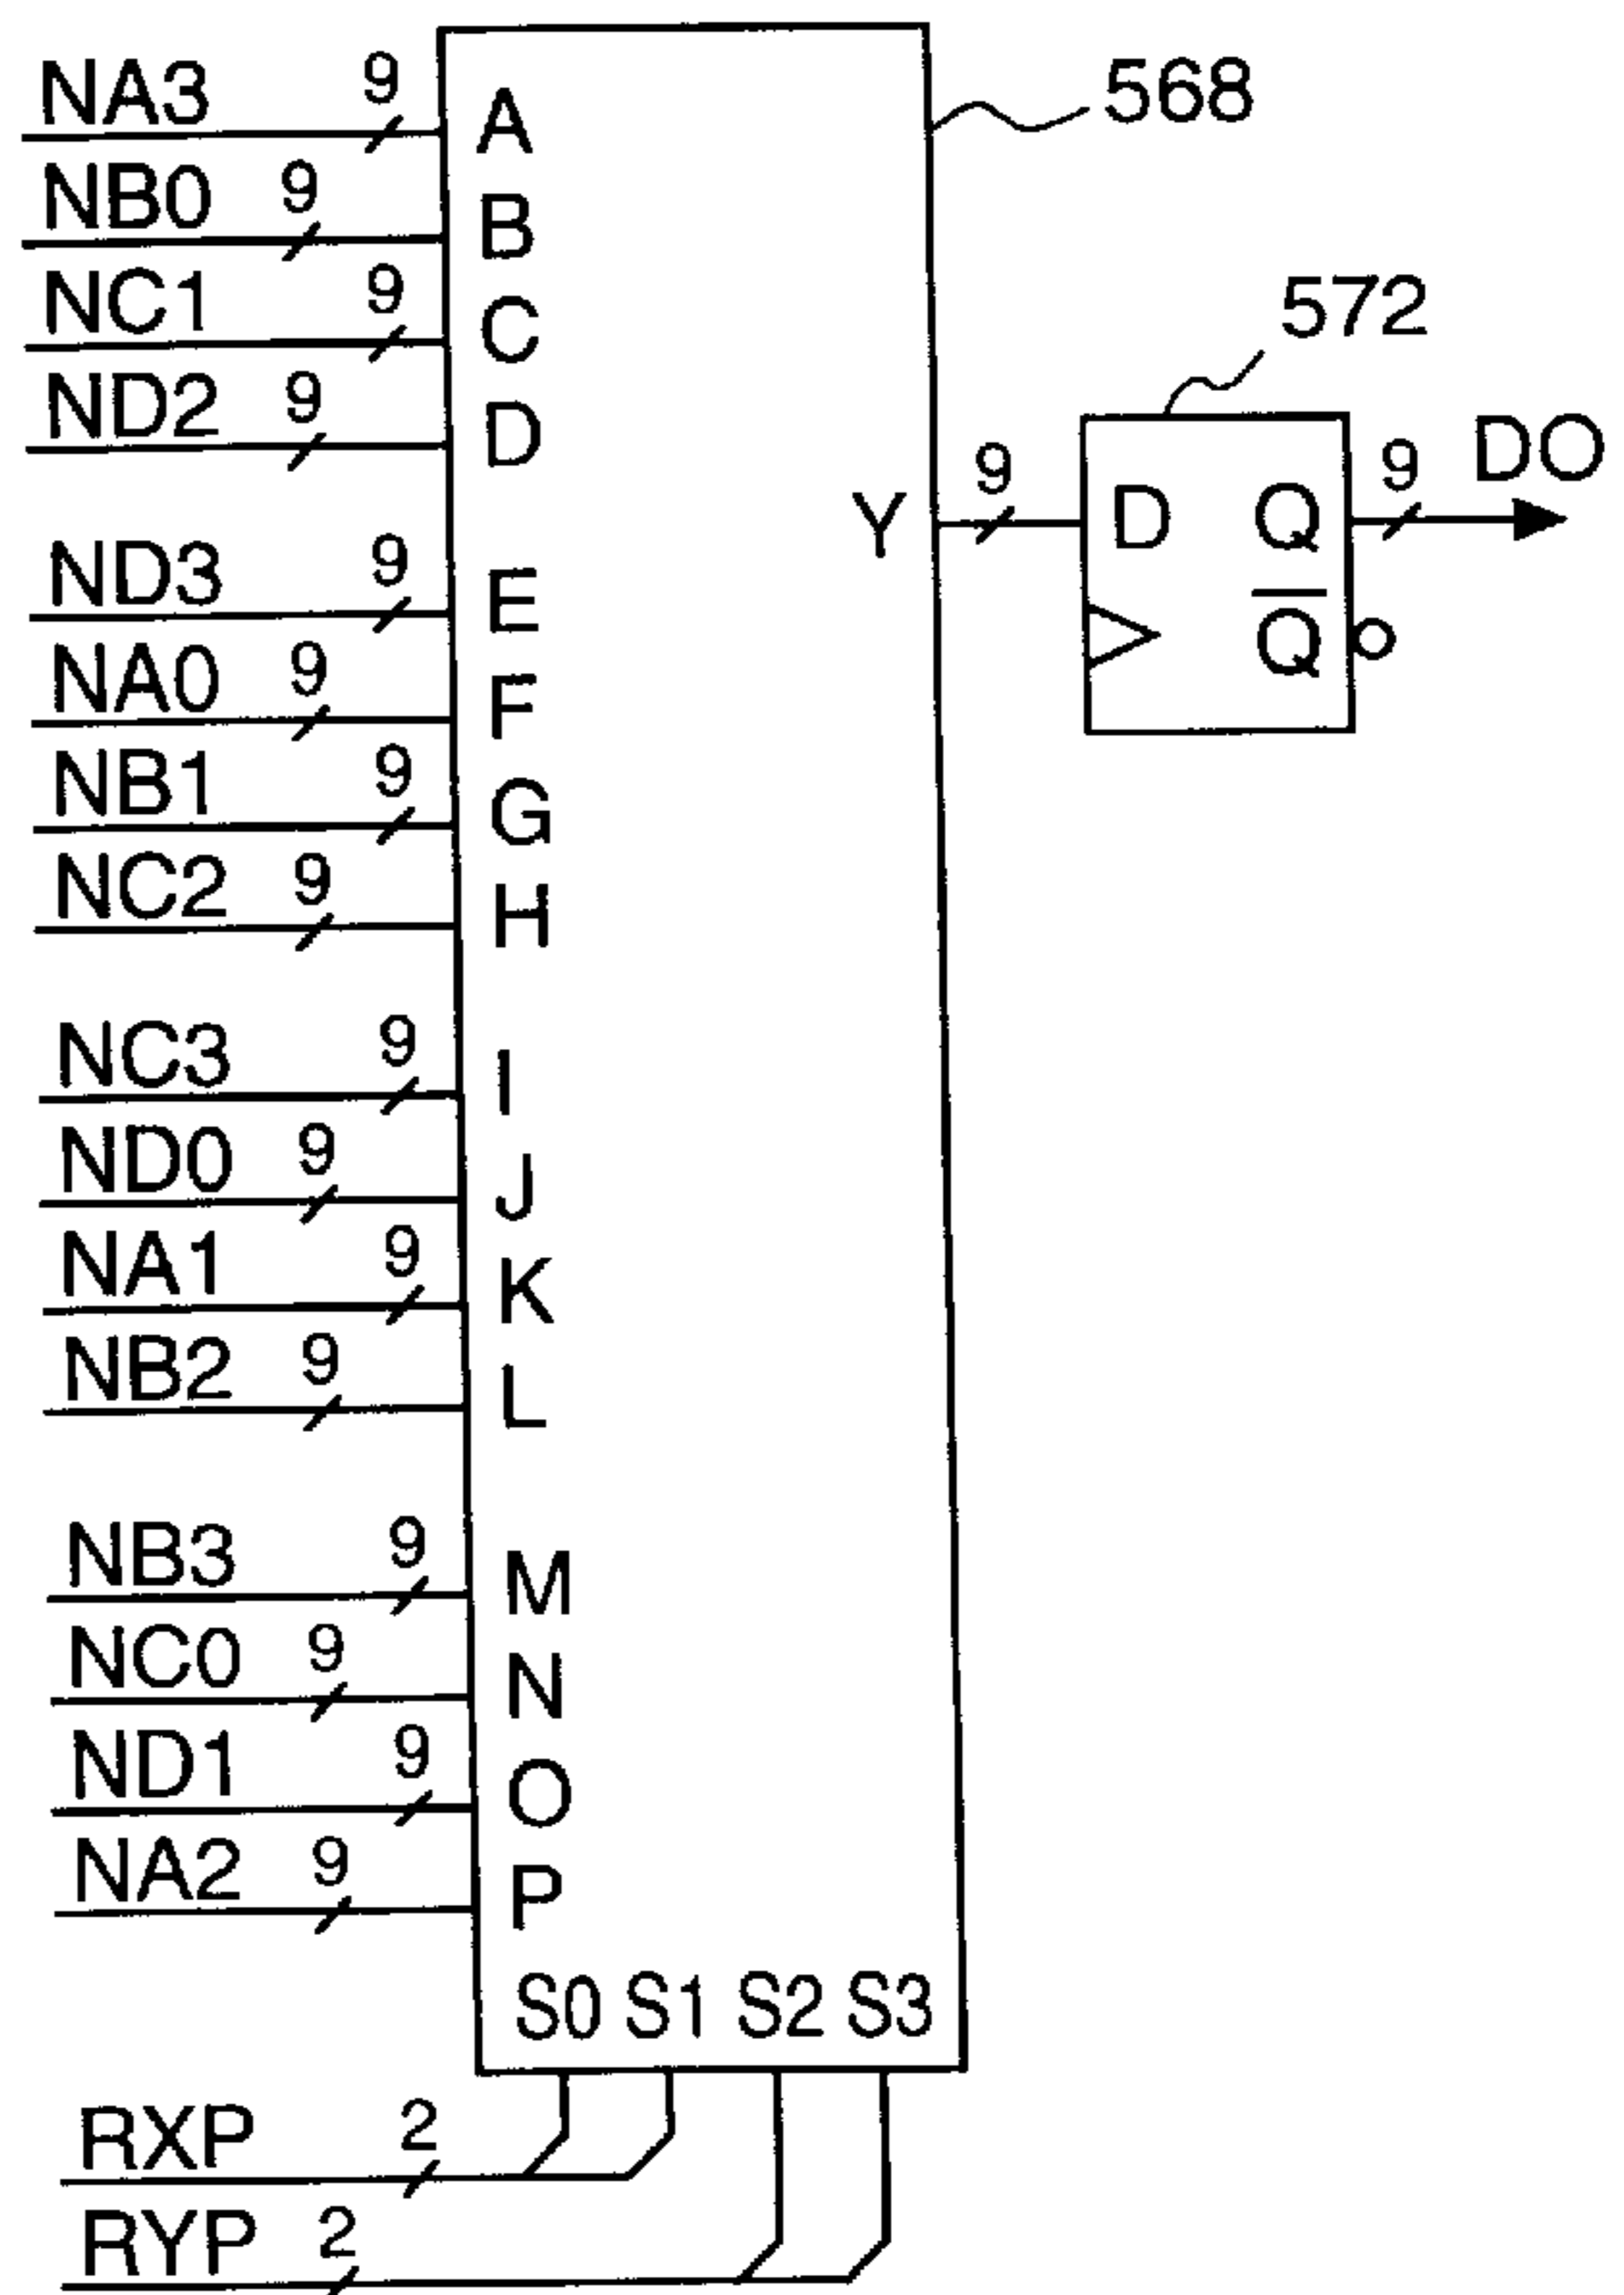 NA3 9 A 568
NB0 9 B
NC1 9 C 572
ND2 9 D
Y 9 D Q 9 DO
ND3 9 E Q
NA0 9 F
NB1 9 G
NC2 9 H
NC3 9 I
ND0 9 J
NA1 9 K
NB2 9 L
NB3 9 M
NC0 9 N
ND1 9 O
NA2 9 P
S0 S1 S2 S3
RXP 2
RYP 2